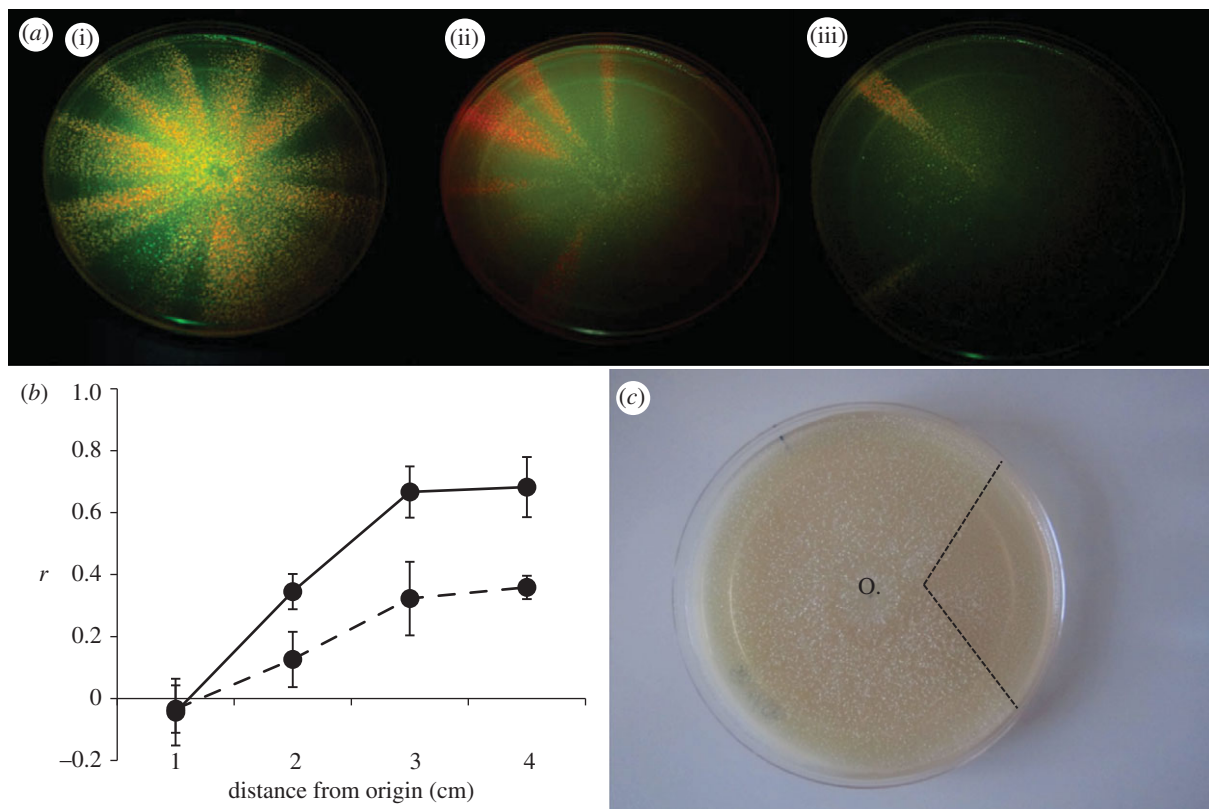 (a) (i) (ii) (iii)
(b)
1.0
0.8
0.6
0.4
0.2
0
–0.2
r
1 2 3 4
distance from origin (cm)
(c)
O.